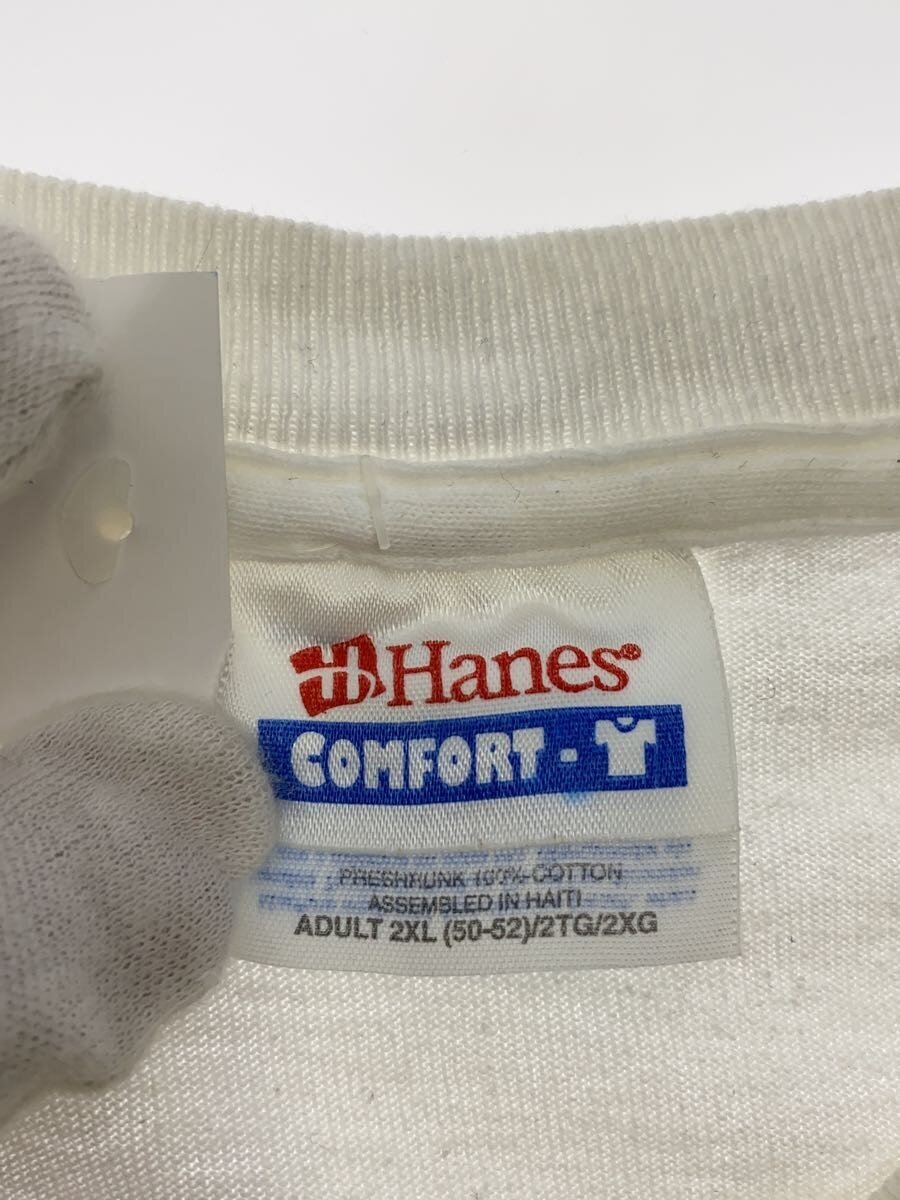 Hanes®
COMFORT-
PRESHRUNK 100%-COTTON
ASSEMBLED IN HAITI
ADULT 2XL (50-52)/2TG/2XG